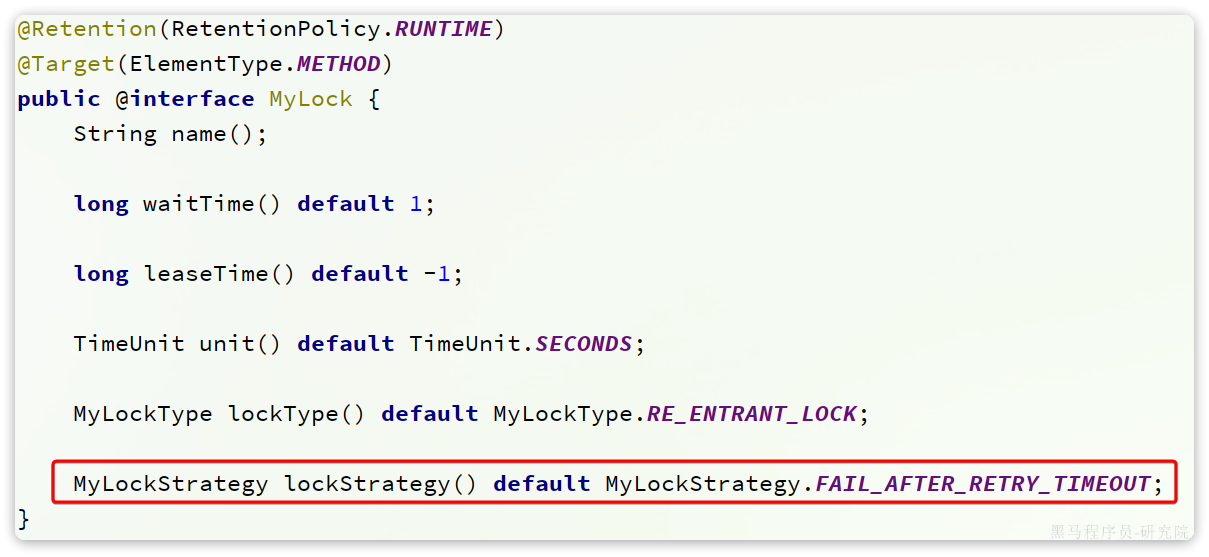 @Retention(RetentionPolicy.RUNTIME)
@Target(ElementType.METHOD)
public @interface MyLock {
    String name();
    long waitTime() default 1;
    long leaseTime() default -1;
    TimeUnit unit() default TimeUnit.SECONDS;
    MyLockType lockType() default MyLockType.RE_ENTRANT_LOCK;
    MyLockStrategy lockStrategy() default MyLockStrategy.FAIL_AFTER_RETRY_TIMEOUT;
}
黑马程序员-研究院